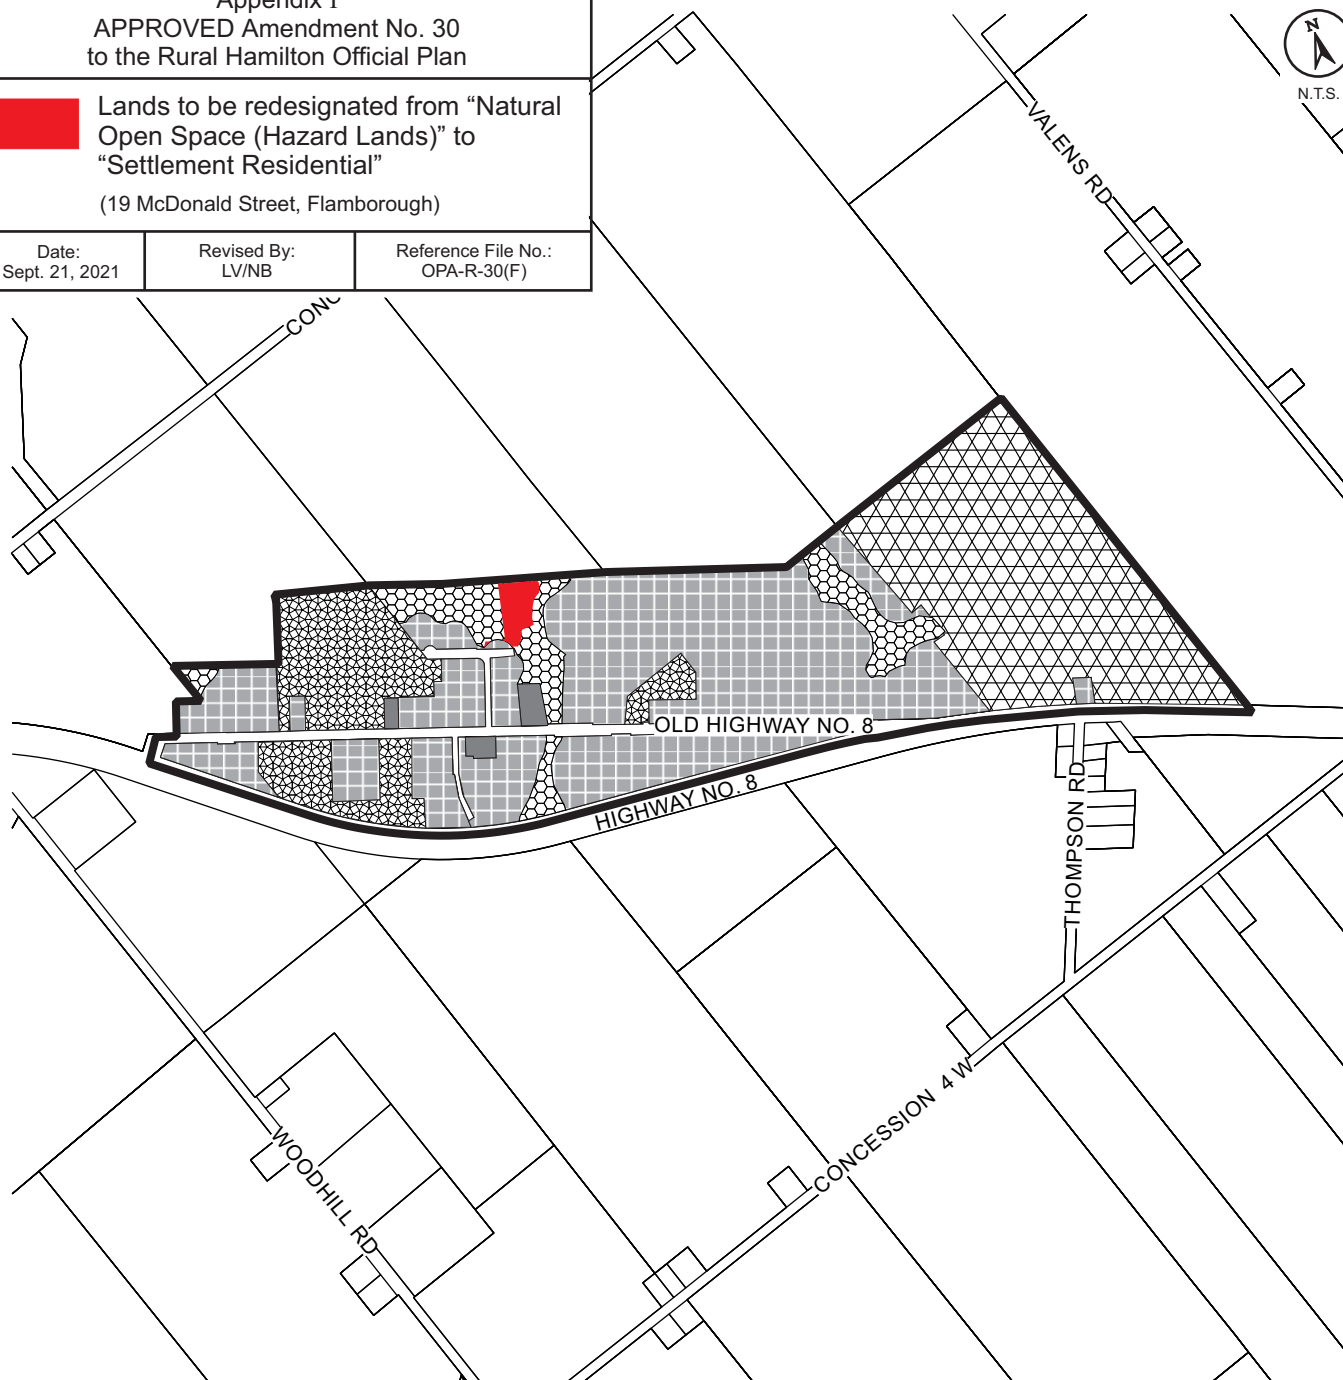 Appendix I
APPROVED Amendment No. 30
to the Rural Hamilton Official Plan
Lands to be redesignated from “Natural
Open Space (Hazard Lands)” to
“Settlement Residential”
(19 McDonald Street, Flamborough)
Date:
Sept. 21, 2021
Revised By:
LV/NB
Reference File No.:
OPA-R-30(F)
N
N.T.S.
VALENS RD
CONC
OLD HIGHWAY NO. 8
HIGHWAY NO. 8
THOMPSON RD
CONCESSION 4 W
WOODHILL RD